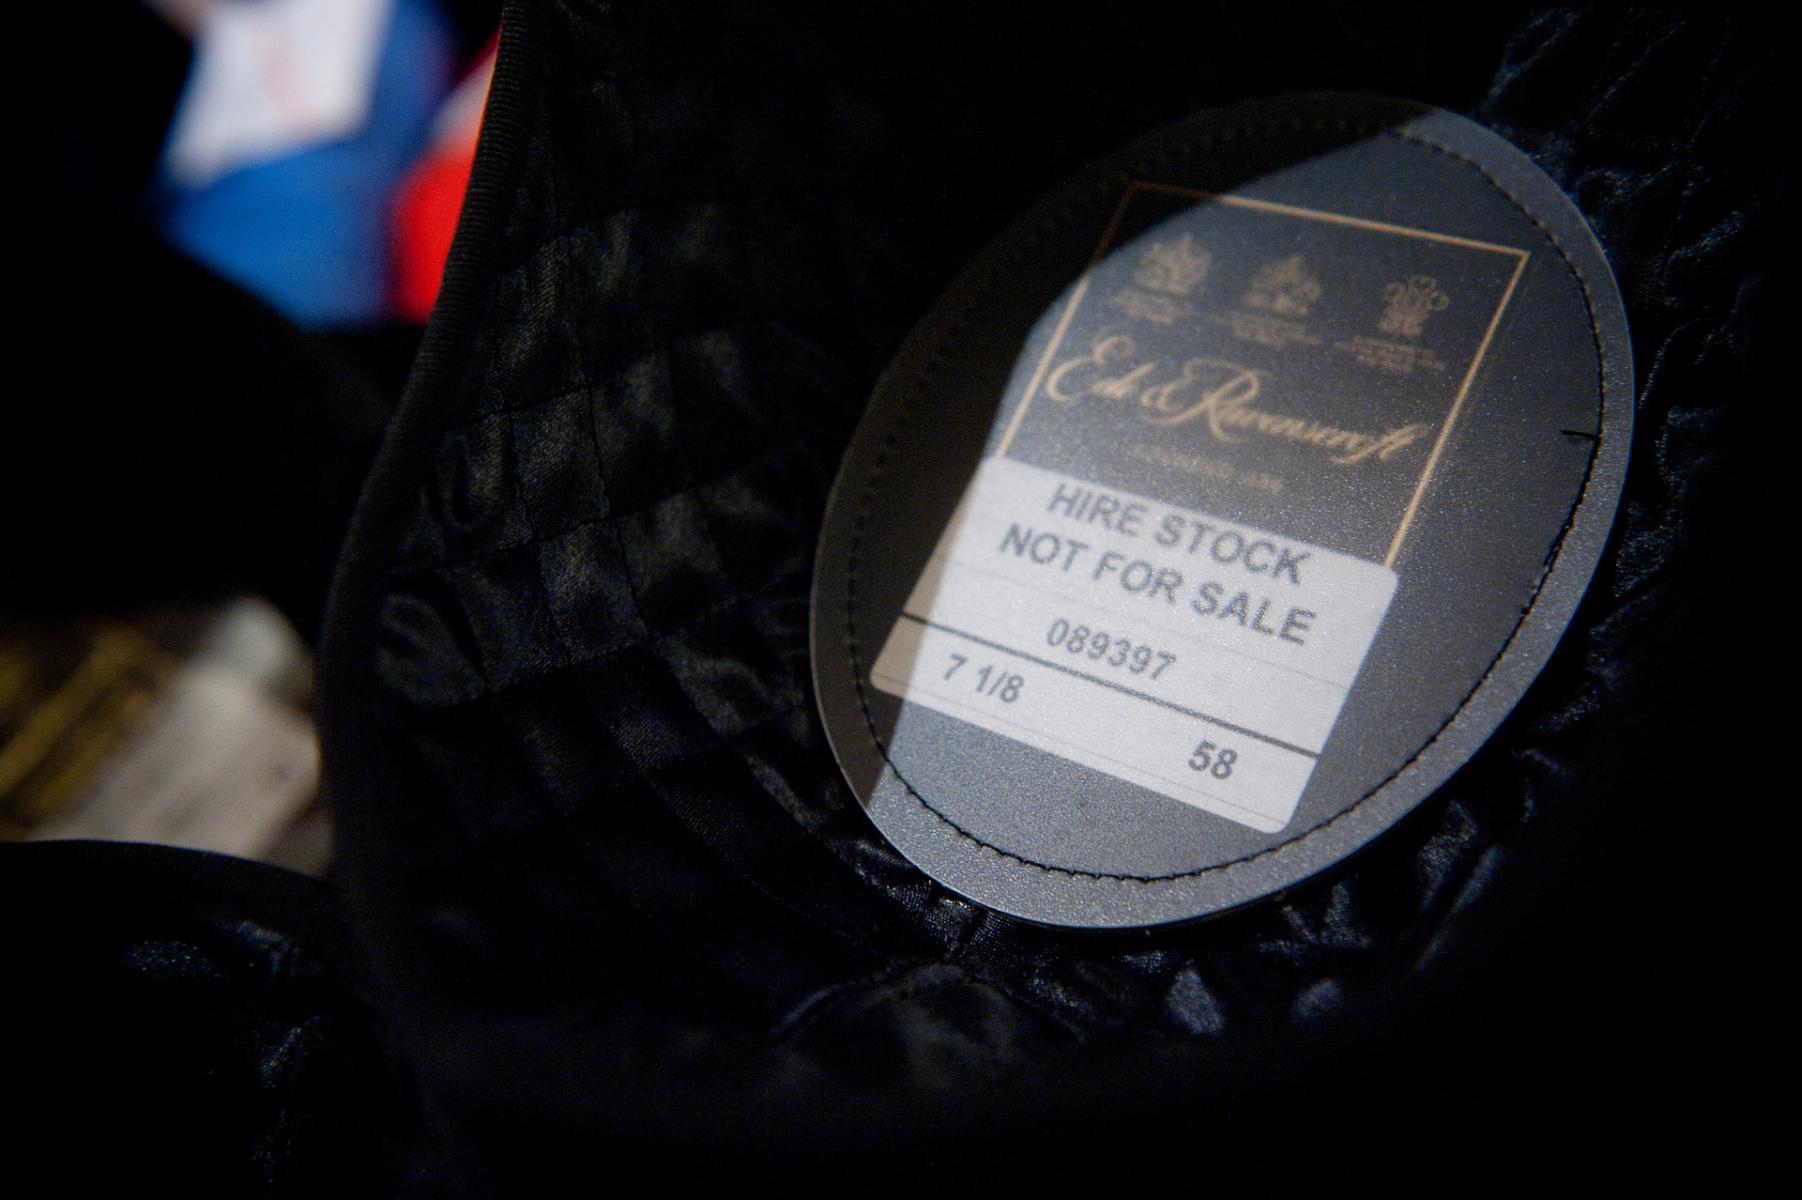 Ede & Ravenscroft
HIRE STOCK
NOT FOR SALE
089397
7 1/8
58